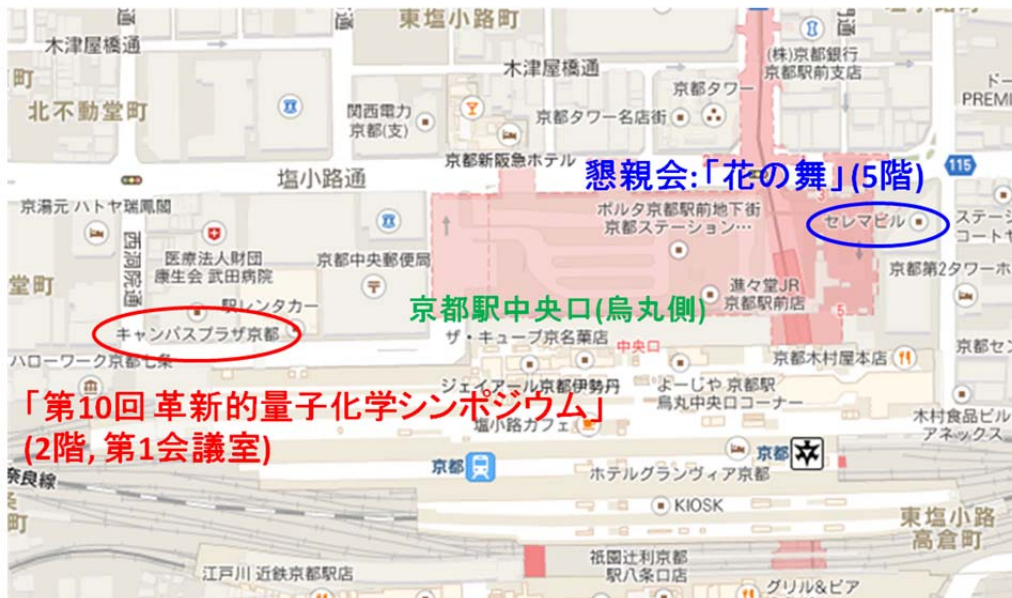 東塩小路町
木津屋橋通
(株)京都銀行
京都駅前支店
木津屋橋通
京都タワー
北不動堂町
関西電力
京都(支)
京都タワー名店街
京都新阪急ホテル
塩小路通
懇親会:「花の舞」(5階)
115
京湯元 ハトヤ瑞鳳閣
西洞院通
医療法人財団
康生会 武田病院
京都中央郵便局
ポルタ京都駅前地下街
京都ステーション…
セレマビル
京都第2タワーホ
駅レンタカー
進々堂JR
京都駅前店
キャンパスプラザ京都
京都駅中央口(烏丸側)
ザ・キューブ京名菓店
中央口
ハローワーク京都七条
京都木村屋本店
京都セン
ジェイアール京都伊勢丹
よーじや 京都駅
烏丸中央口コーナー
「第10回 革新的量子化学シンポジウム」
(2階, 第1会議室)
塩小路カフェ
木村食品ビル
アネックス
京都
京都
ホテルグランヴィア京都
奈良線
KIOSK
東塩小路
高倉町
江戸川 近鉄京都駅店
祇園辻利京都
駅八条口店
グリル&ビア